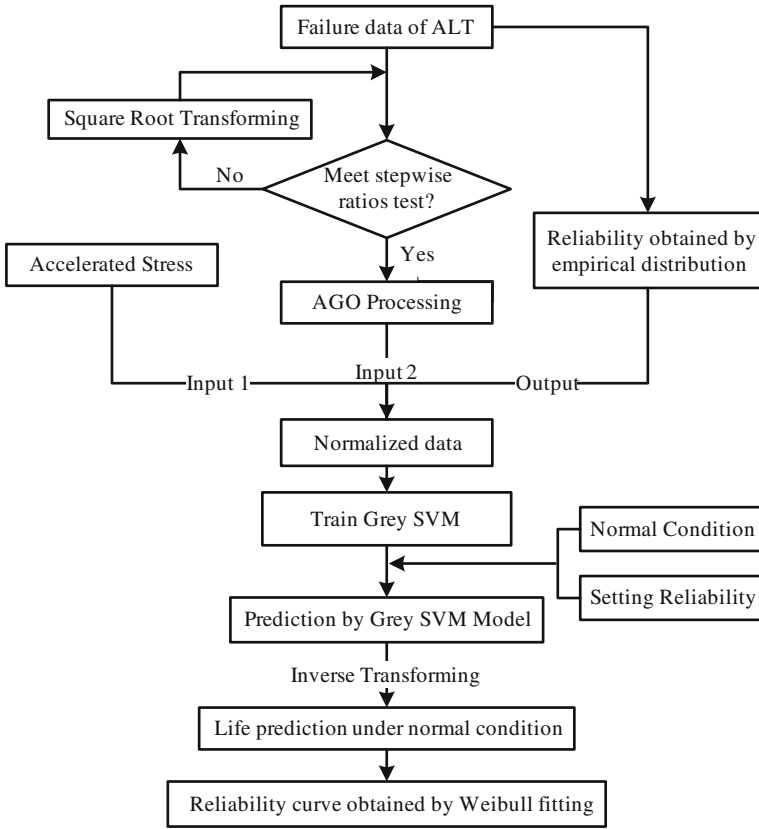 Failure data of ALT
Square Root Transforming
No
Meet stepwise
ratios test?
Yes
Accelerated Stress
Reliability obtained by
empirical distribution
AGO Processing
Input 1
Input 2
Output
Normalized data
Train Grey SVM
Normal Condition
Setting Reliability
Prediction by Grey SVM Model
Inverse Transforming
Life prediction under normal condition
Reliability curve obtained by Weibull fitting